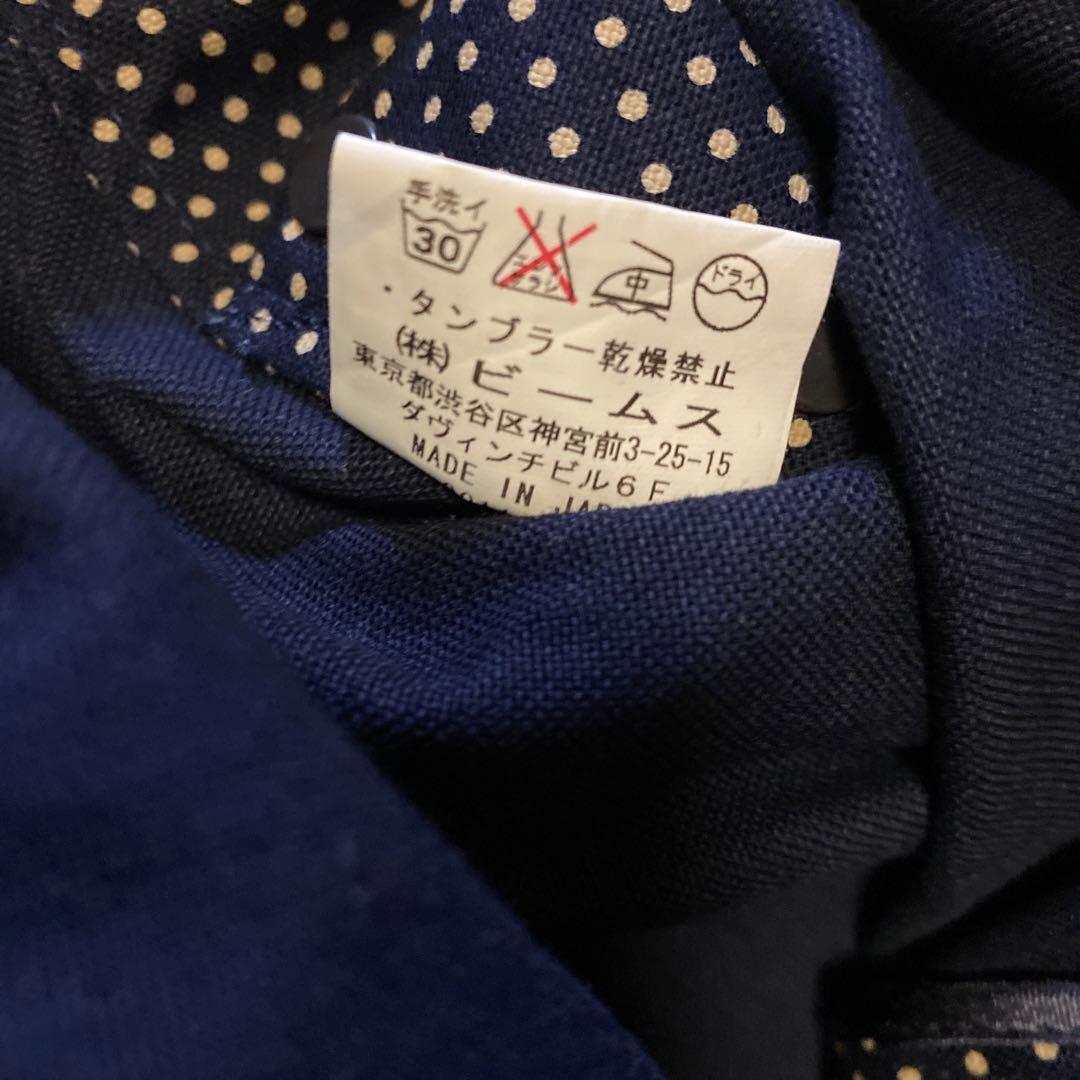 手洗イ
30
エンソ
サラシ
中
ドライ
・タンブラー乾燥禁止
(株)ビームス
東京都渋谷区神宮前3-25-15
ダヴィンチビル6F
MADE IN JAP